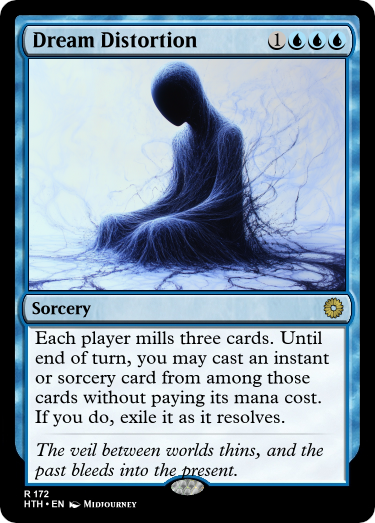 Dream Distortion 1
Sorcery
Each player mills three cards. Until
end of turn, you may cast an instant
or sorcery card from among those
cards without paying its mana cost.
If you do, exile it as it resolves.
The veil between worlds thins, and the
past bleeds into the present.
R 172
HTH • EN Midjourney